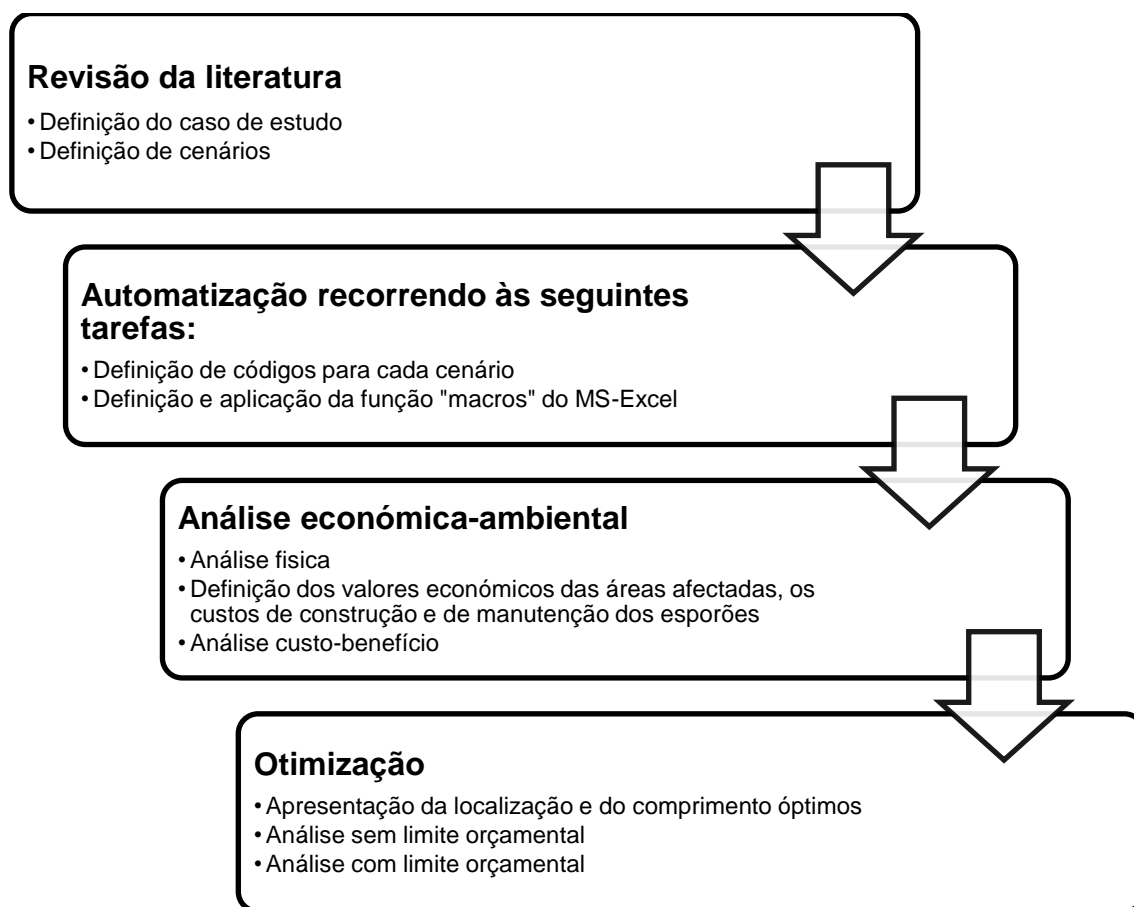 Revisão da literatura
• Definição do caso de estudo
• Definição de cenários
Automatização recorrendo às seguintes
tarefas:
• Definição de códigos para cada cenário
• Definição e aplicação da função "macros" do MS-Excel
Análise económica-ambiental
• Análise fisica
• Definição dos valores económicos das áreas afectadas, os
custos de construção e de manutenção dos esporões
• Análise custo-benefício
Otimização
• Apresentação da localização e do comprimento óptimos
• Análise sem limite orçamental
• Análise com limite orçamental